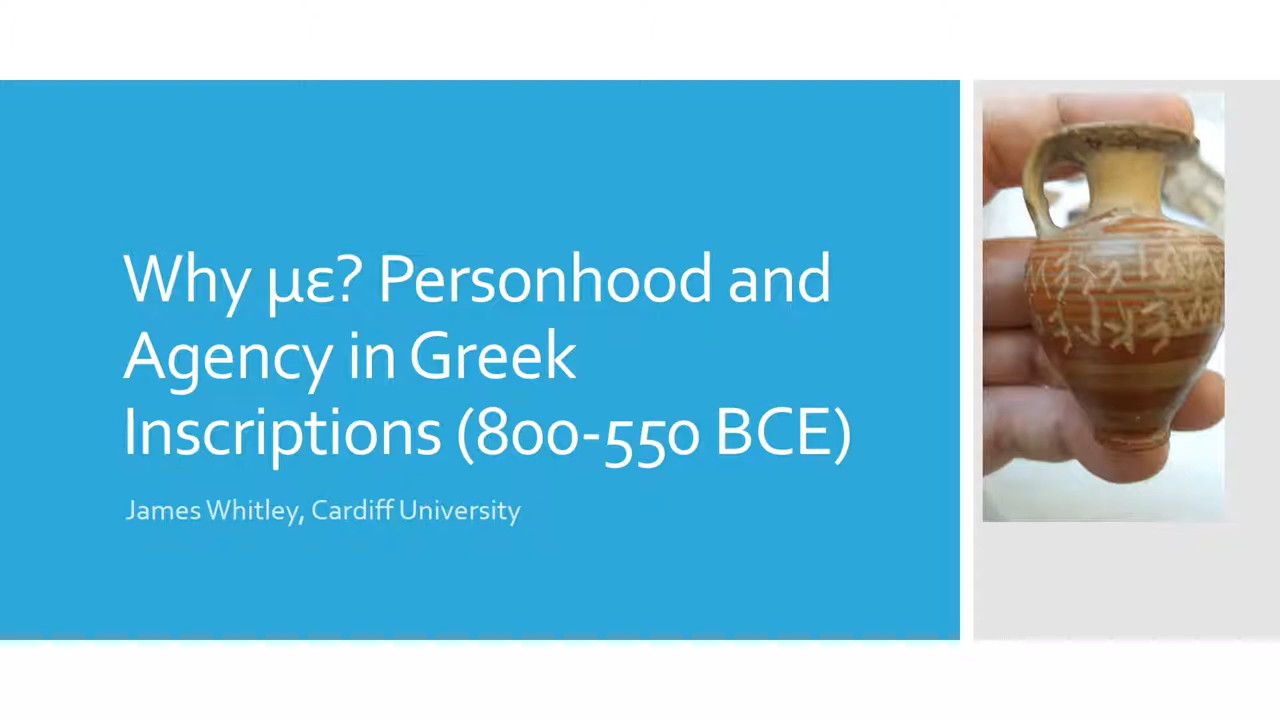 Why με? Personhood and
Agency in Greek
Inscriptions (800-550 BCE)
James Whitley, Cardiff University